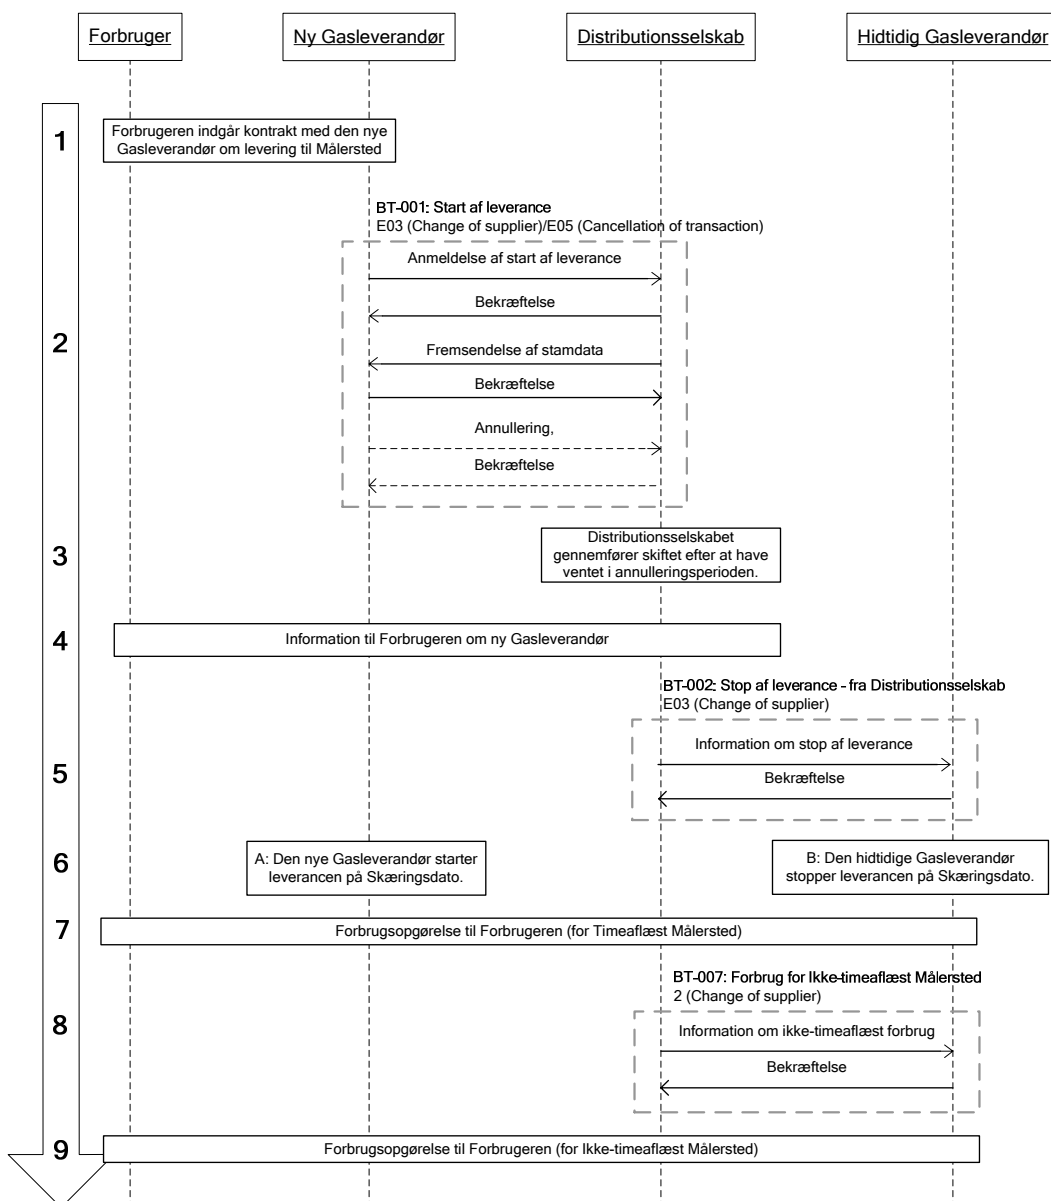 Forbruger
Ny Gasleverandør
Distributionsselskab
Hidtidig Gasleverandør
1
Forbrugeren indgår kontrakt med den nye
Gasleverandør om levering til Målersted
BT-001: Start af leverance
E03 (Change of supplier)/E05 (Cancellation of transaction)
Anmeldelse af start af leverance
Bekræftelse
2
Fremsendelse af stamdata
Bekræftelse
Annullering,
Bekræftelse
3
Distributionsselskabet
gennemfører skiftet efter at have
ventet i annulleringsperioden.
4
Information til Forbrugeren om ny Gasleverandør
BT-002: Stop af leverance - fra Distributionsselskab
E03 (Change of supplier)
5
Information om stop af leverance
Bekræftelse
6
A: Den nye Gasleverandør starter
leverancen på Skæringsdato.
B: Den hidtidige Gasleverandør
stopper leverancen på Skæringsdato.
7
Forbrugsopgørelse til Forbrugeren (for Timeaflæst Målersted)
BT-007: Forbrug for Ikke-timeaflæst Målersted
2 (Change of supplier)
8
Information om ikke-timeaflæst forbrug
Bekræftelse
9
Forbrugsopgørelse til Forbrugeren (for Ikke-timeaflæst Målersted)